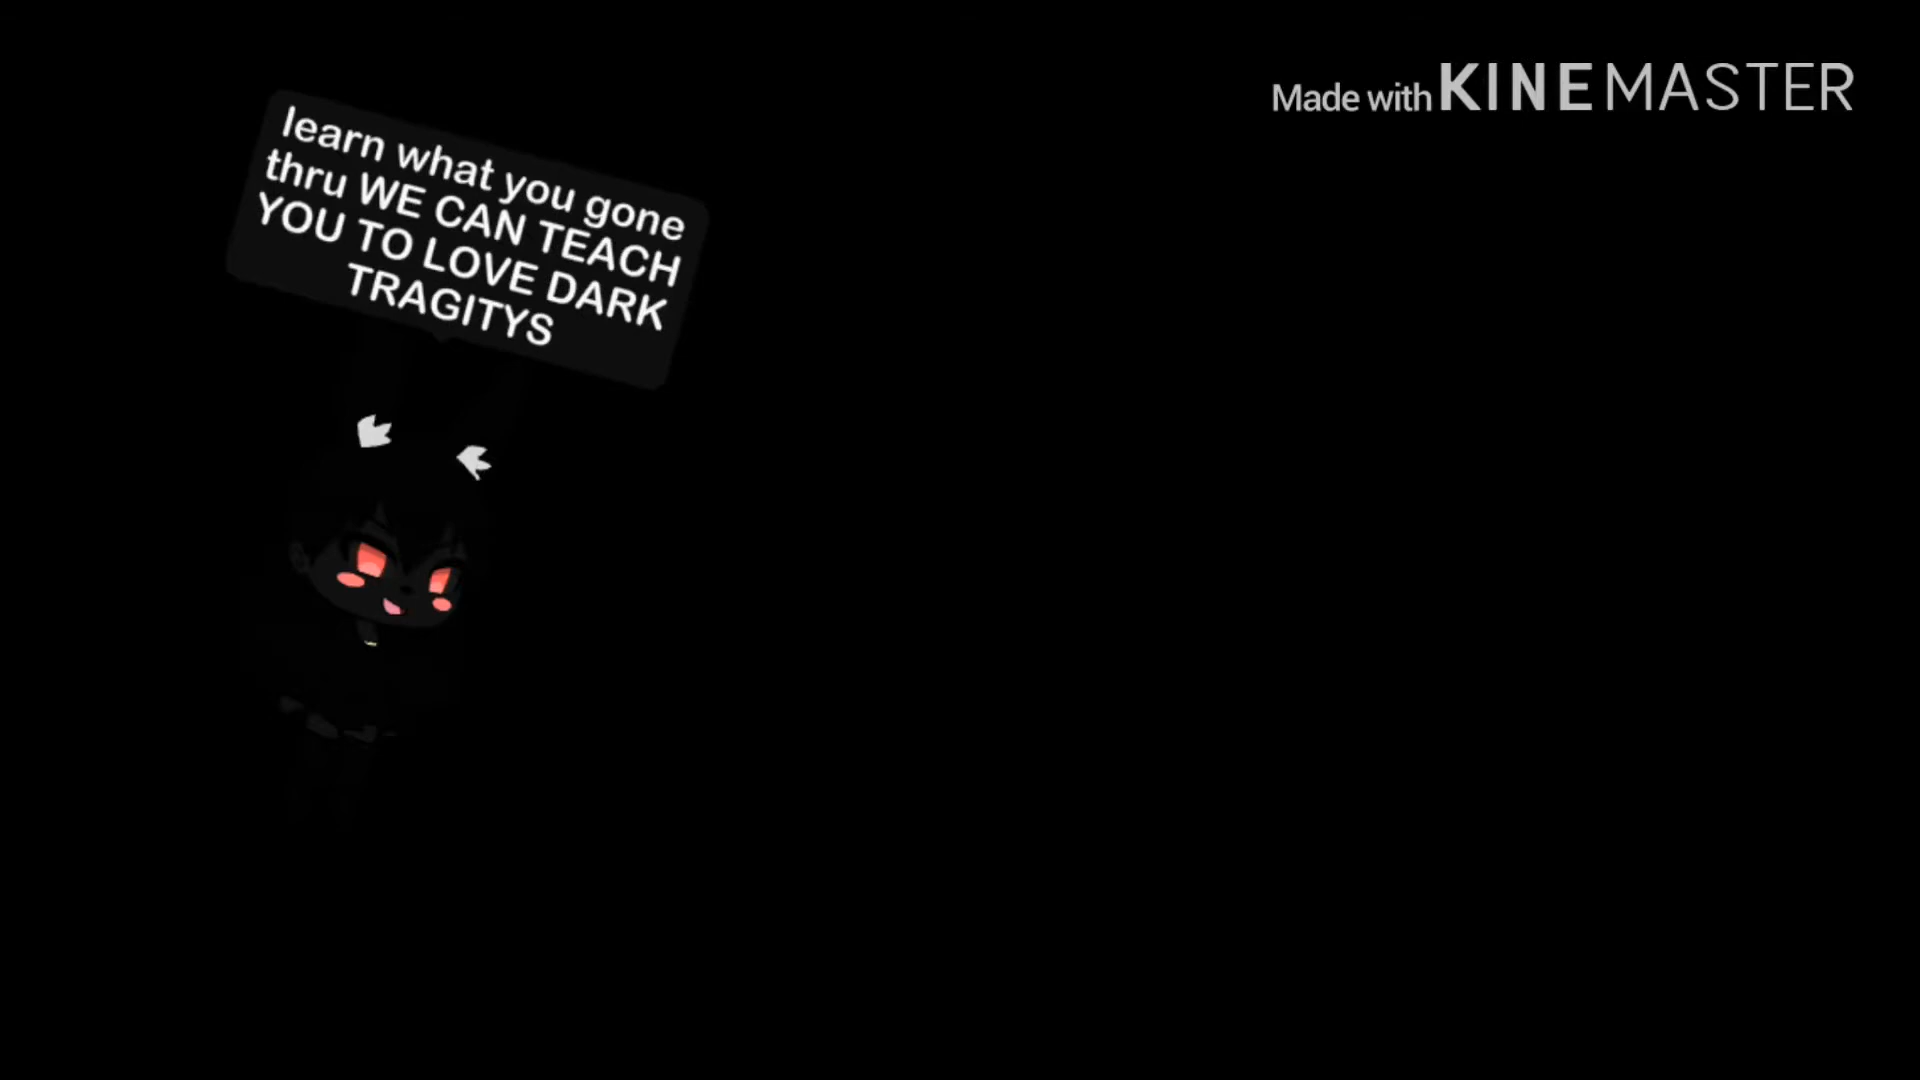 Made with KINEMASTER
learn what you gone
thru WE CAN TEACH
YOU TO LOVE DARK
TRAGITYS